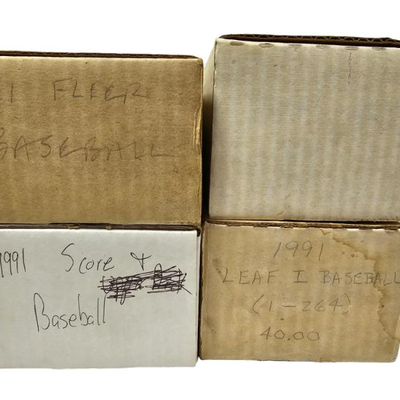 1 FLEER
BASEBALL
1991 Score +
Baseball
1991
LEAF I BASEBALL
(1-264)
40.00